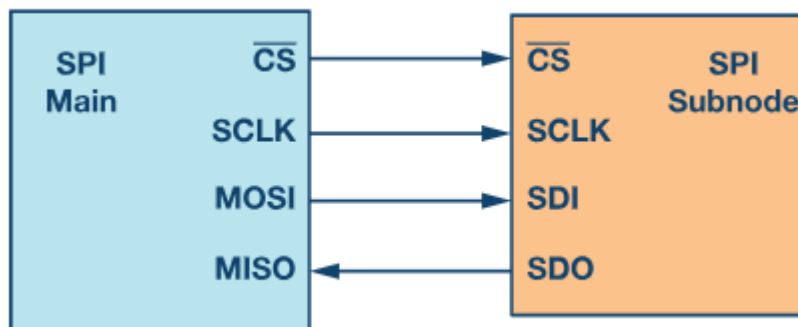 SPI
Main
CS
SCLK
MOSI
MISO
CS
SCLK
SDI
SDO
SPI
Subnode